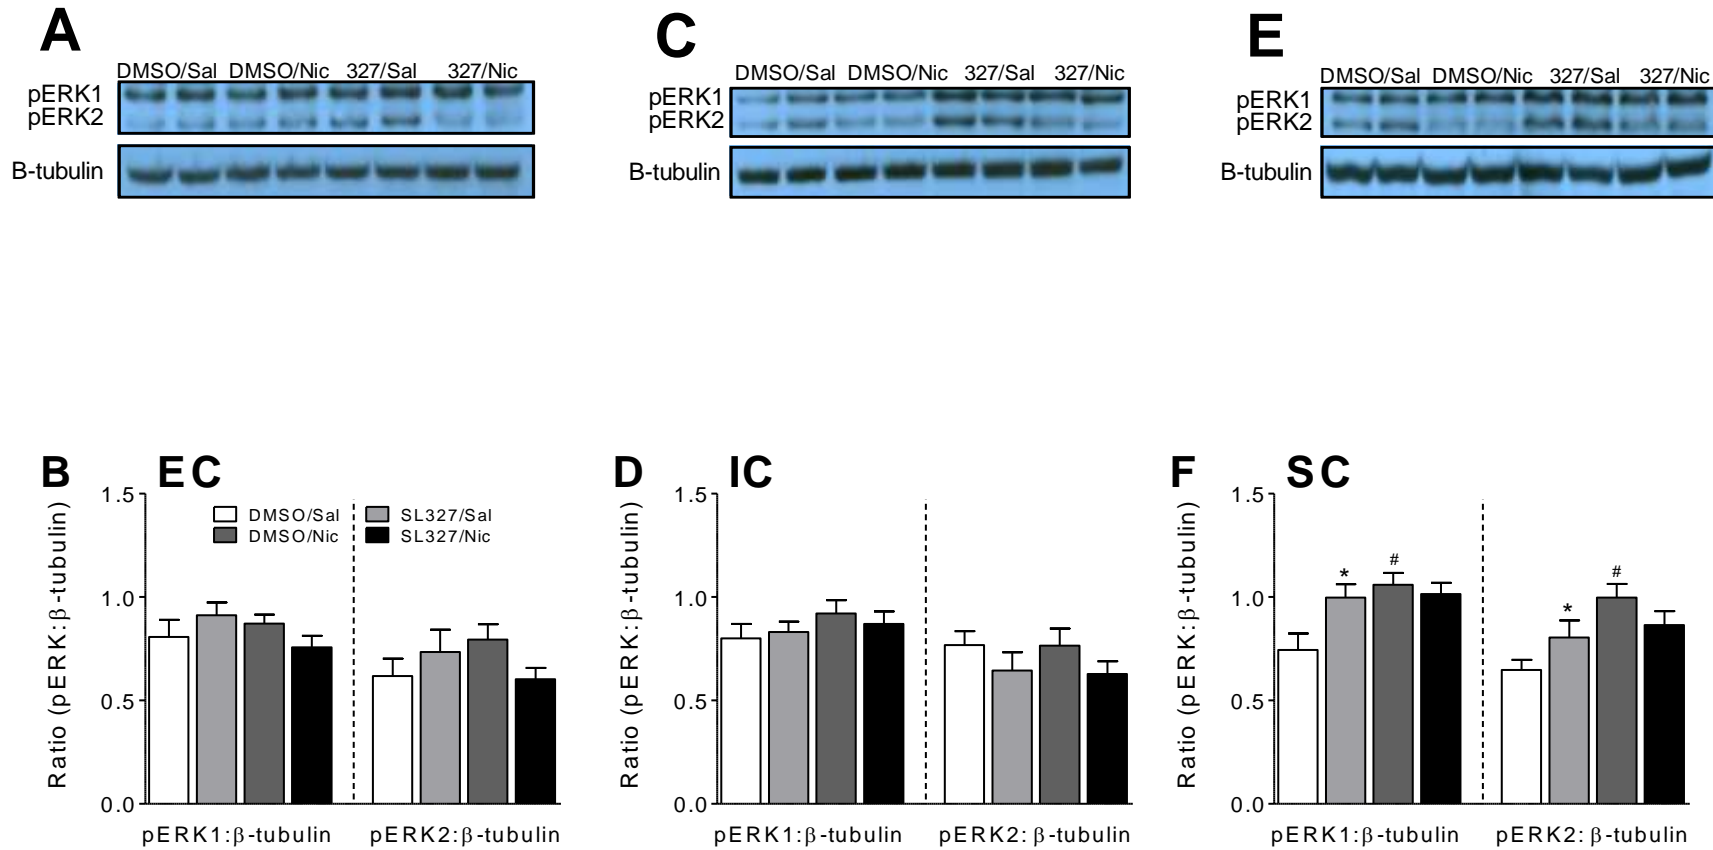 A
DMSO/Sal DMSO/Nic 327/Sal 327/Nic
pERK1
pERK2
B-tubulin
C
DMSO/Sal DMSO/Nic 327/Sal 327/Nic
pERK1
pERK2
B-tubulin
E
DMSO/Sal DMSO/Nic 327/Sal 327/Nic
pERK1
pERK2
B-tubulin
B EC
Ratio (pERK:β-tubulin)
1.5
1.0
0.5
0.0
DMSO/Sal SL327/Sal
DMSO/Nic SL327/Nic
pERK1:β-tubulin pERK2:β-tubulin
D IC
Ratio (pERK:β-tubulin)
1.5
1.0
0.5
0.0
pERK1:β-tubulin pERK2:β-tubulin
F SC
Ratio (pERK:β-tubulin)
1.5
1.0
0.5
0.0
* # * #
pERK1:β-tubulin pERK2:β-tubulin